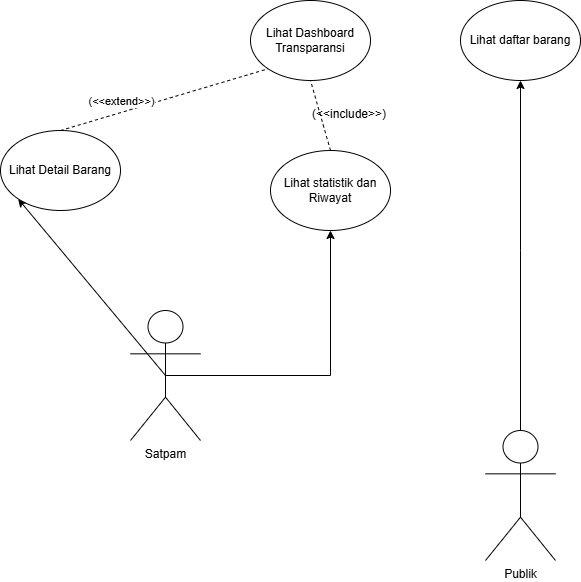 Lihat Dashboard
Transparansi
Lihat daftar barang
(<<extend>>)
(<<include>>)
Lihat Detail Barang
Lihat statistik dan
Riwayat
Satpam
Publik